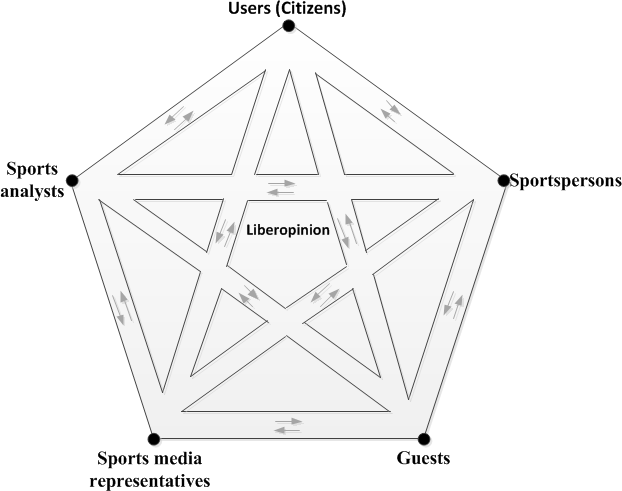 Users (Citizens)
Sports
analysts
Sportspersons
Liberopinion
Sports media
representatives
Guests